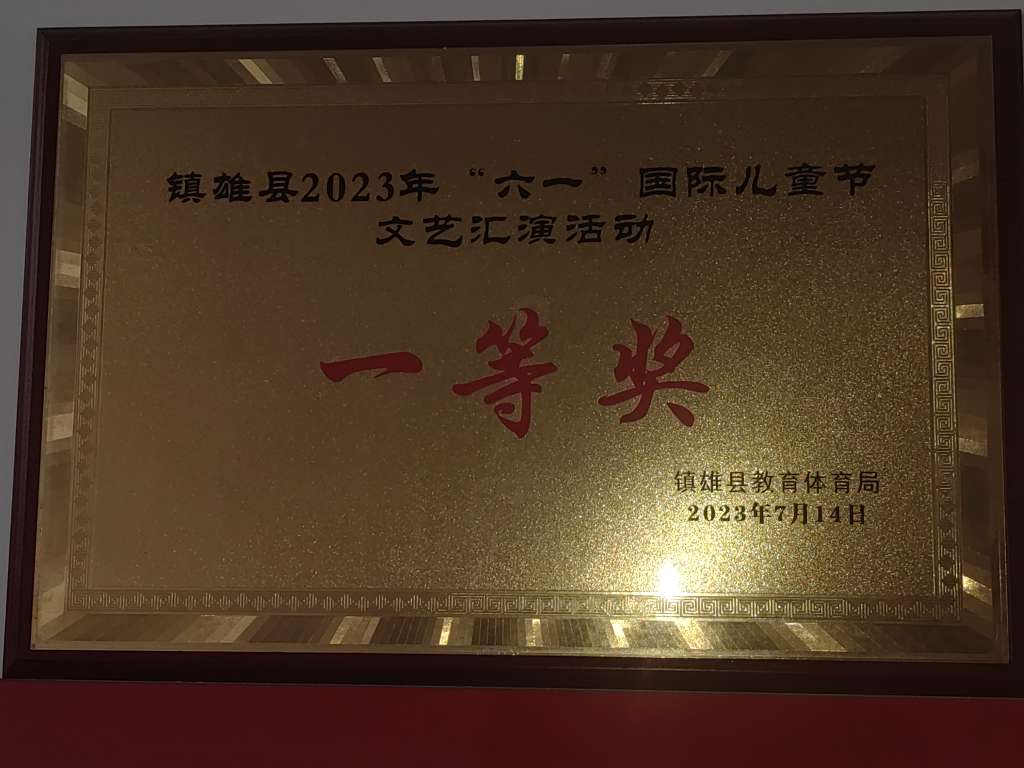 镇雄县2023年“六一”国际儿童节
文艺汇演活动
一等奖
镇雄县教育体育局
2023年7月14日